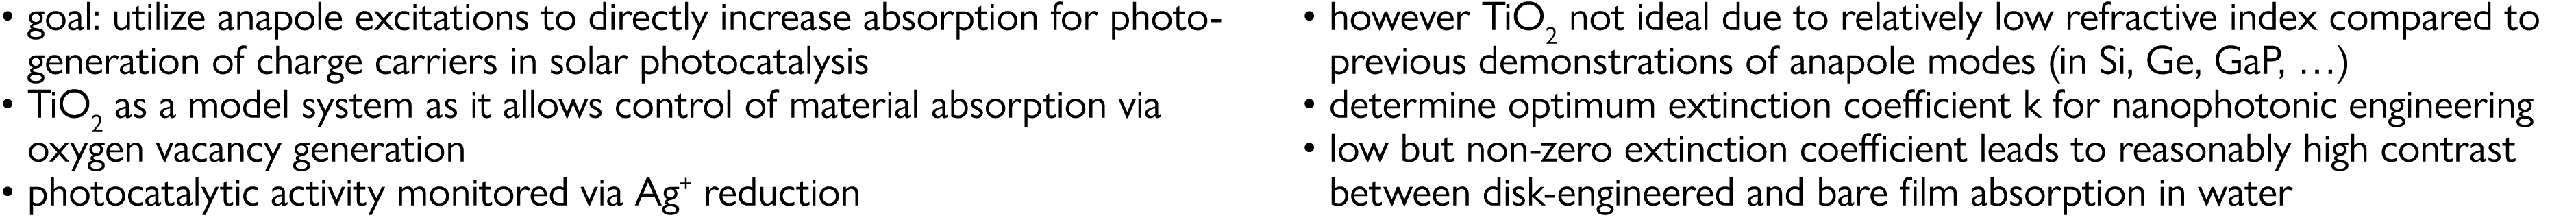 • goal: utilize anapole excitations to directly increase absorption for photo-
generation of charge carriers in solar photocatalysis
• TiO₂ as a model system as it allows control of material absorption via
oxygen vacancy generation
• photocatalytic activity monitored via Ag⁺ reduction
• however TiO₂ not ideal due to relatively low refractive index compared to
previous demonstrations of anapole modes (in Si, Ge, GaP, …)
• determine optimum extinction coefficient k for nanophotonic engineering
• low but non-zero extinction coefficient leads to reasonably high contrast
between disk-engineered and bare film absorption in water